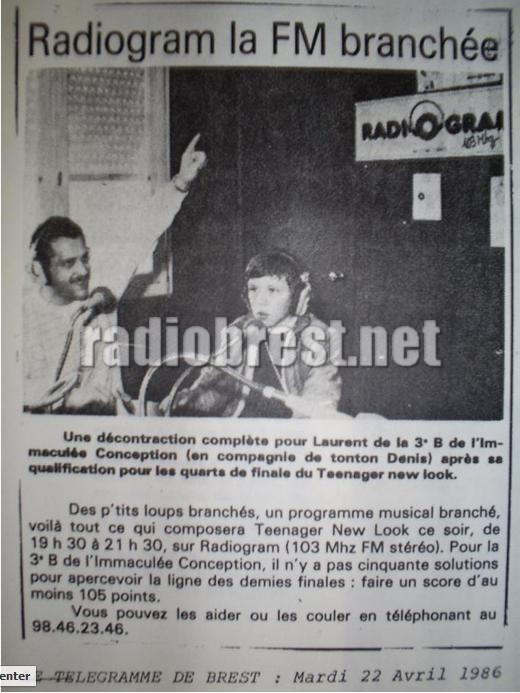 Radiogram la FM branchée
RADIOGRAM
103 Mhz
radiobrest.net
Une décontraction complète pour Laurent de la 3e B de l'Im-
maculée Conception (en compagnie de tonton Denis) après sa
qualification pour les quarts de finale du Teenager new look.
Des p'tits loups branchés, un programme musical branché,
voilà tout ce qui composera Teenager New Look ce soir, de
19 h 30 à 21 h 30, sur Radiogram (103 Mhz FM stéréo). Pour la
3e B de l'Immaculée Conception, il n'y a pas cinquante solutions
pour apercevoir la ligne des demies finales : faire un score d'au
moins 105 points.
Vous pouvez les aider ou les couler en téléphonant au
98.46.23.46.
enter
E TELEGRAMME DE BREST : Mardi 22 Avril 1986